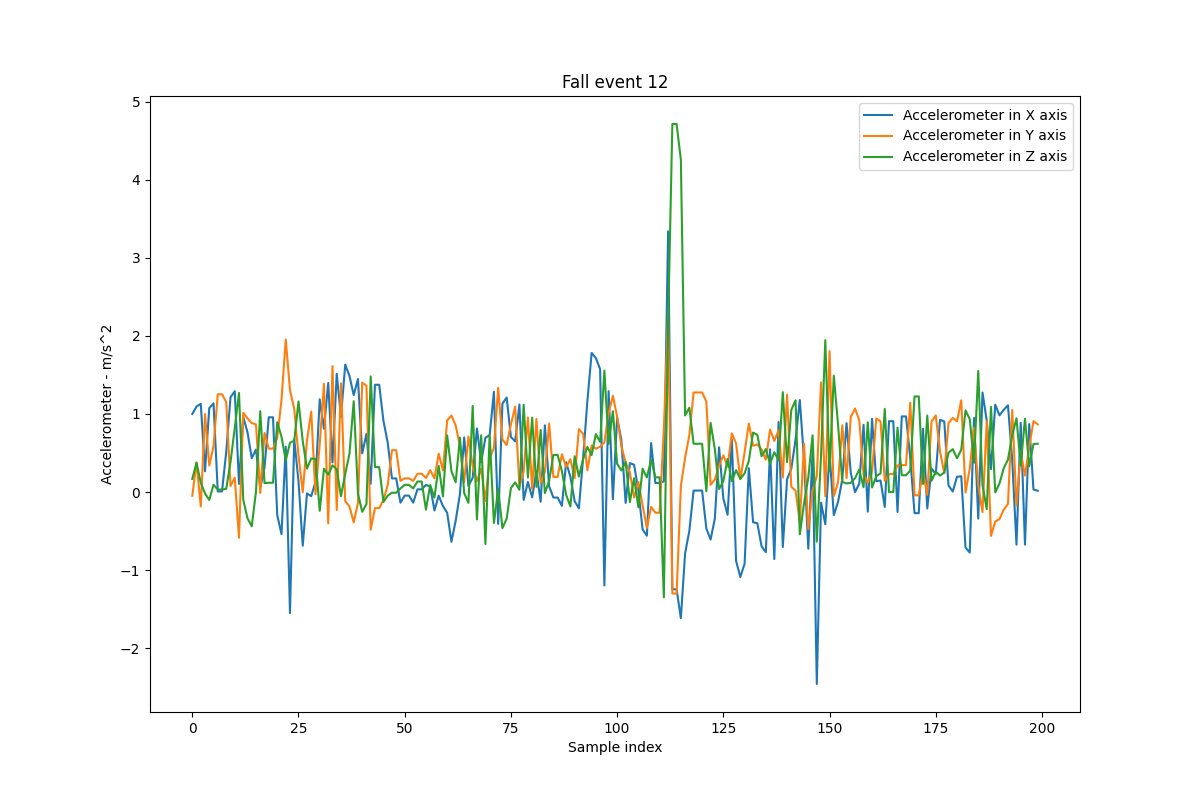 Fall event 12
Accelerometer in X axis
Accelerometer in Y axis
Accelerometer in Z axis
Accelerometer - m/s^2
5
4
3
2
1
0
−1
−2
0
25
50
75
100
125
150
175
200
Sample index